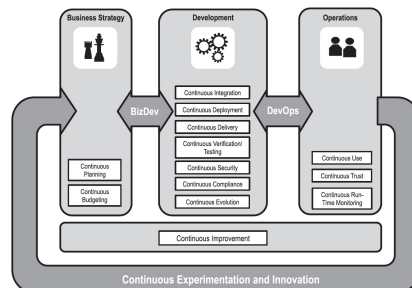 Business Strategy
Development
Operations
BizDev
DevOps
Continuous
Planning
Continuous
Budgeting
Continuous Integration
Continuous Deployment
Continuous Delivery
Continuous Verification/
Testing
Continuous Security
Continuous Compliance
Continuous Evolution
Continuous Use
Continuous Trust
Continuous Run-
Time Monitoring
Continuous Improvement
Continuous Experimentation and Innovation